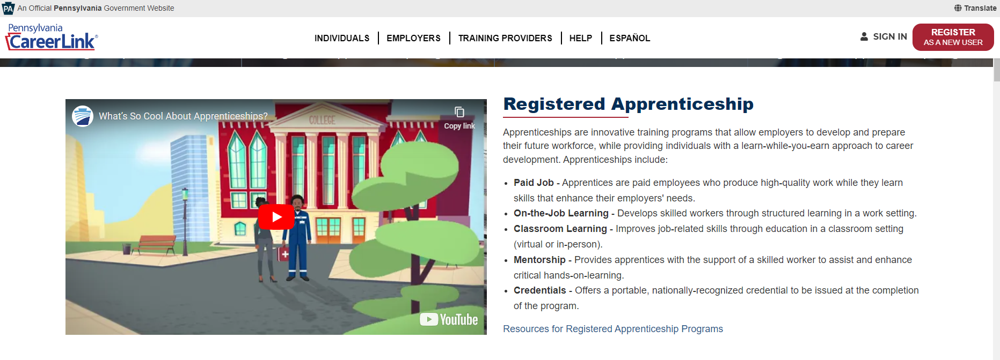 PA An Official Pennsylvania Government Website
Translate
Pennsylvania
CareerLink®
INDIVIDUALS
EMPLOYERS
TRAINING PROVIDERS
HELP
ESPAÑOL
SIGN IN
REGISTER
AS A NEW USER
What's So Cool About Apprenticeships?
Copy link
COLLEGE
YouTube
Registered Apprenticeship
Apprenticeships are innovative training programs that allow employers to develop and prepare
their future workforce, while providing individuals with a learn-while-you-earn approach to career
development. Apprenticeships include:
• Paid Job - Apprentices are paid employees who produce high-quality work while they learn
skills that enhance their employers' needs.
• On-the-Job Learning - Develops skilled workers through structured learning in a work setting.
• Classroom Learning - Improves job-related skills through education in a classroom setting
(virtual or in-person).
• Mentorship - Provides apprentices with the support of a skilled worker to assist and enhance
critical hands-on-learning.
• Credentials - Offers a portable, nationally-recognized credential to be issued at the completion
of the program.
Resources for Registered Apprenticeship Programs